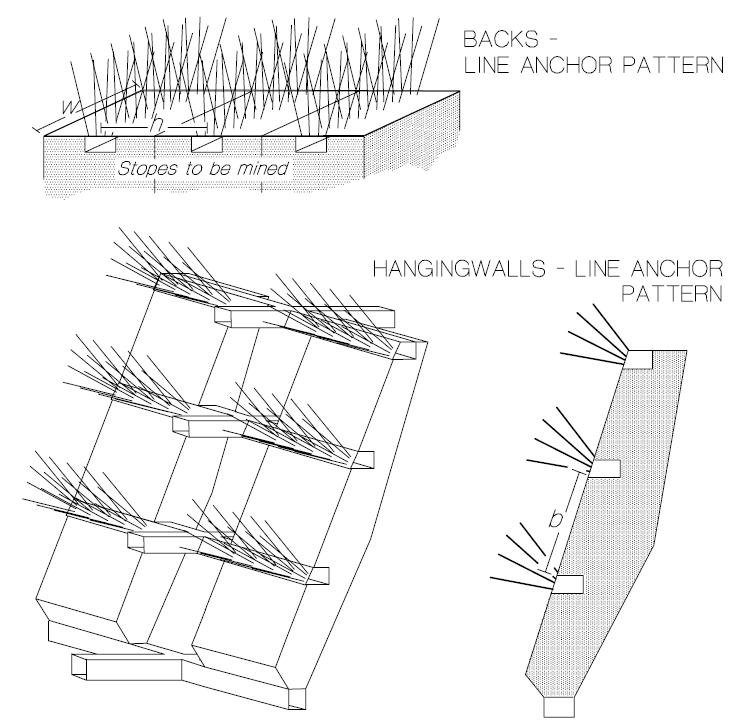 BACKS -
LINE ANCHOR PATTERN
w
h
Stopes to be mined
HANGINGWALLS - LINE ANCHOR
PATTERN
b